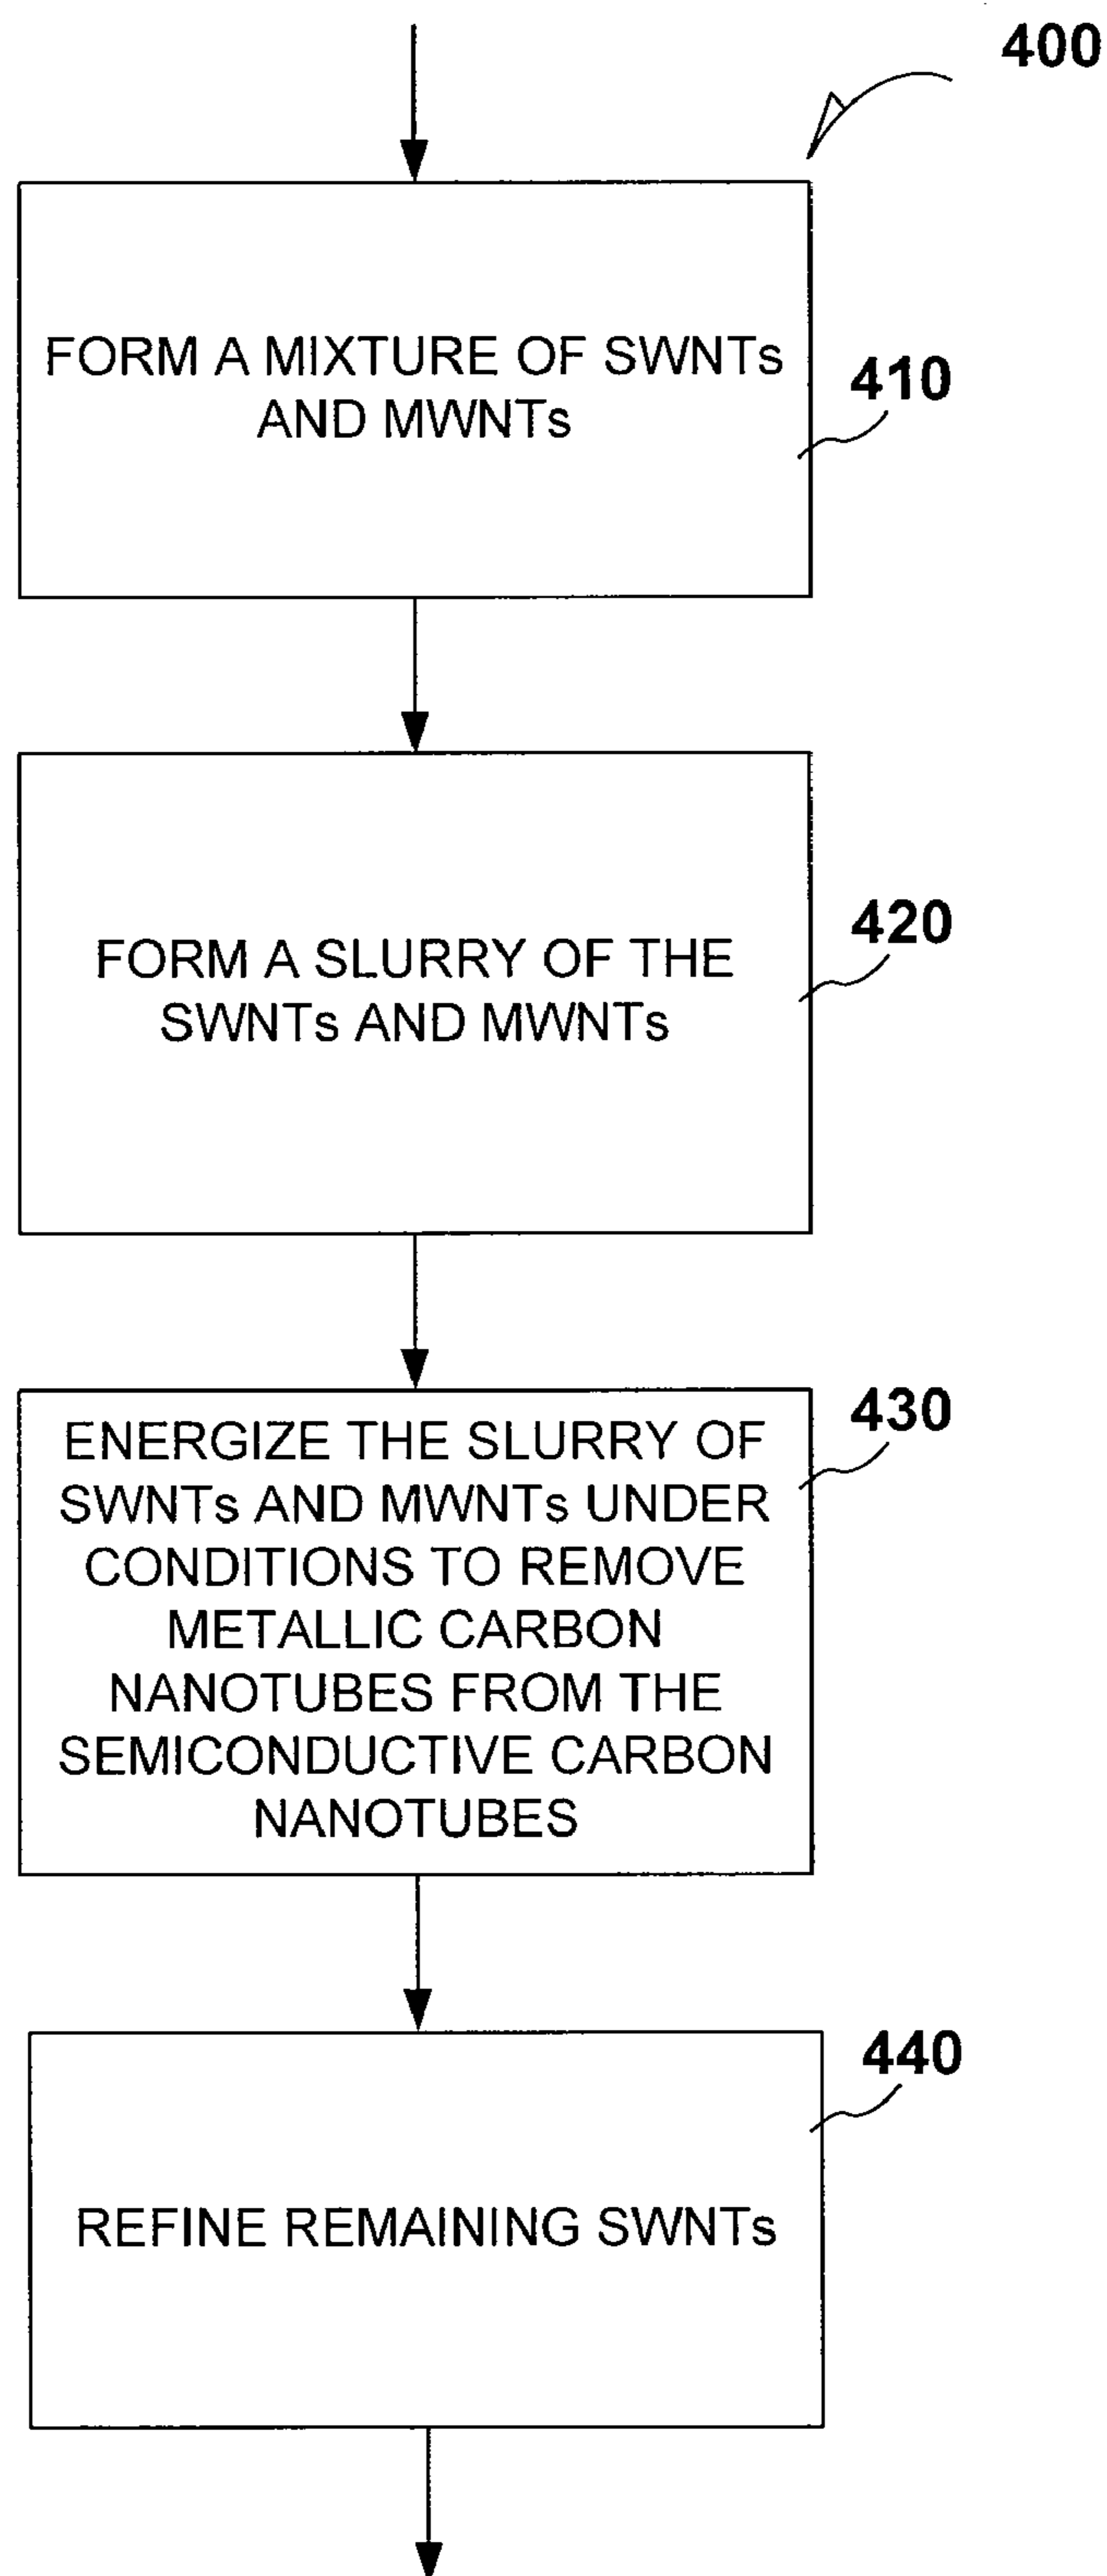 400
FORM A MIXTURE OF SWNTs
AND MWNTs
410
FORM A SLURRY OF THE
SWNTs AND MWNTs
420
ENERGIZE THE SLURRY OF
SWNTs AND MWNTs UNDER
CONDITIONS TO REMOVE
METALLIC CARBON
NANOTUBES FROM THE
SEMICONDUCTIVE CARBON
NANOTUBES
430
REFINE REMAINING SWNTs
440